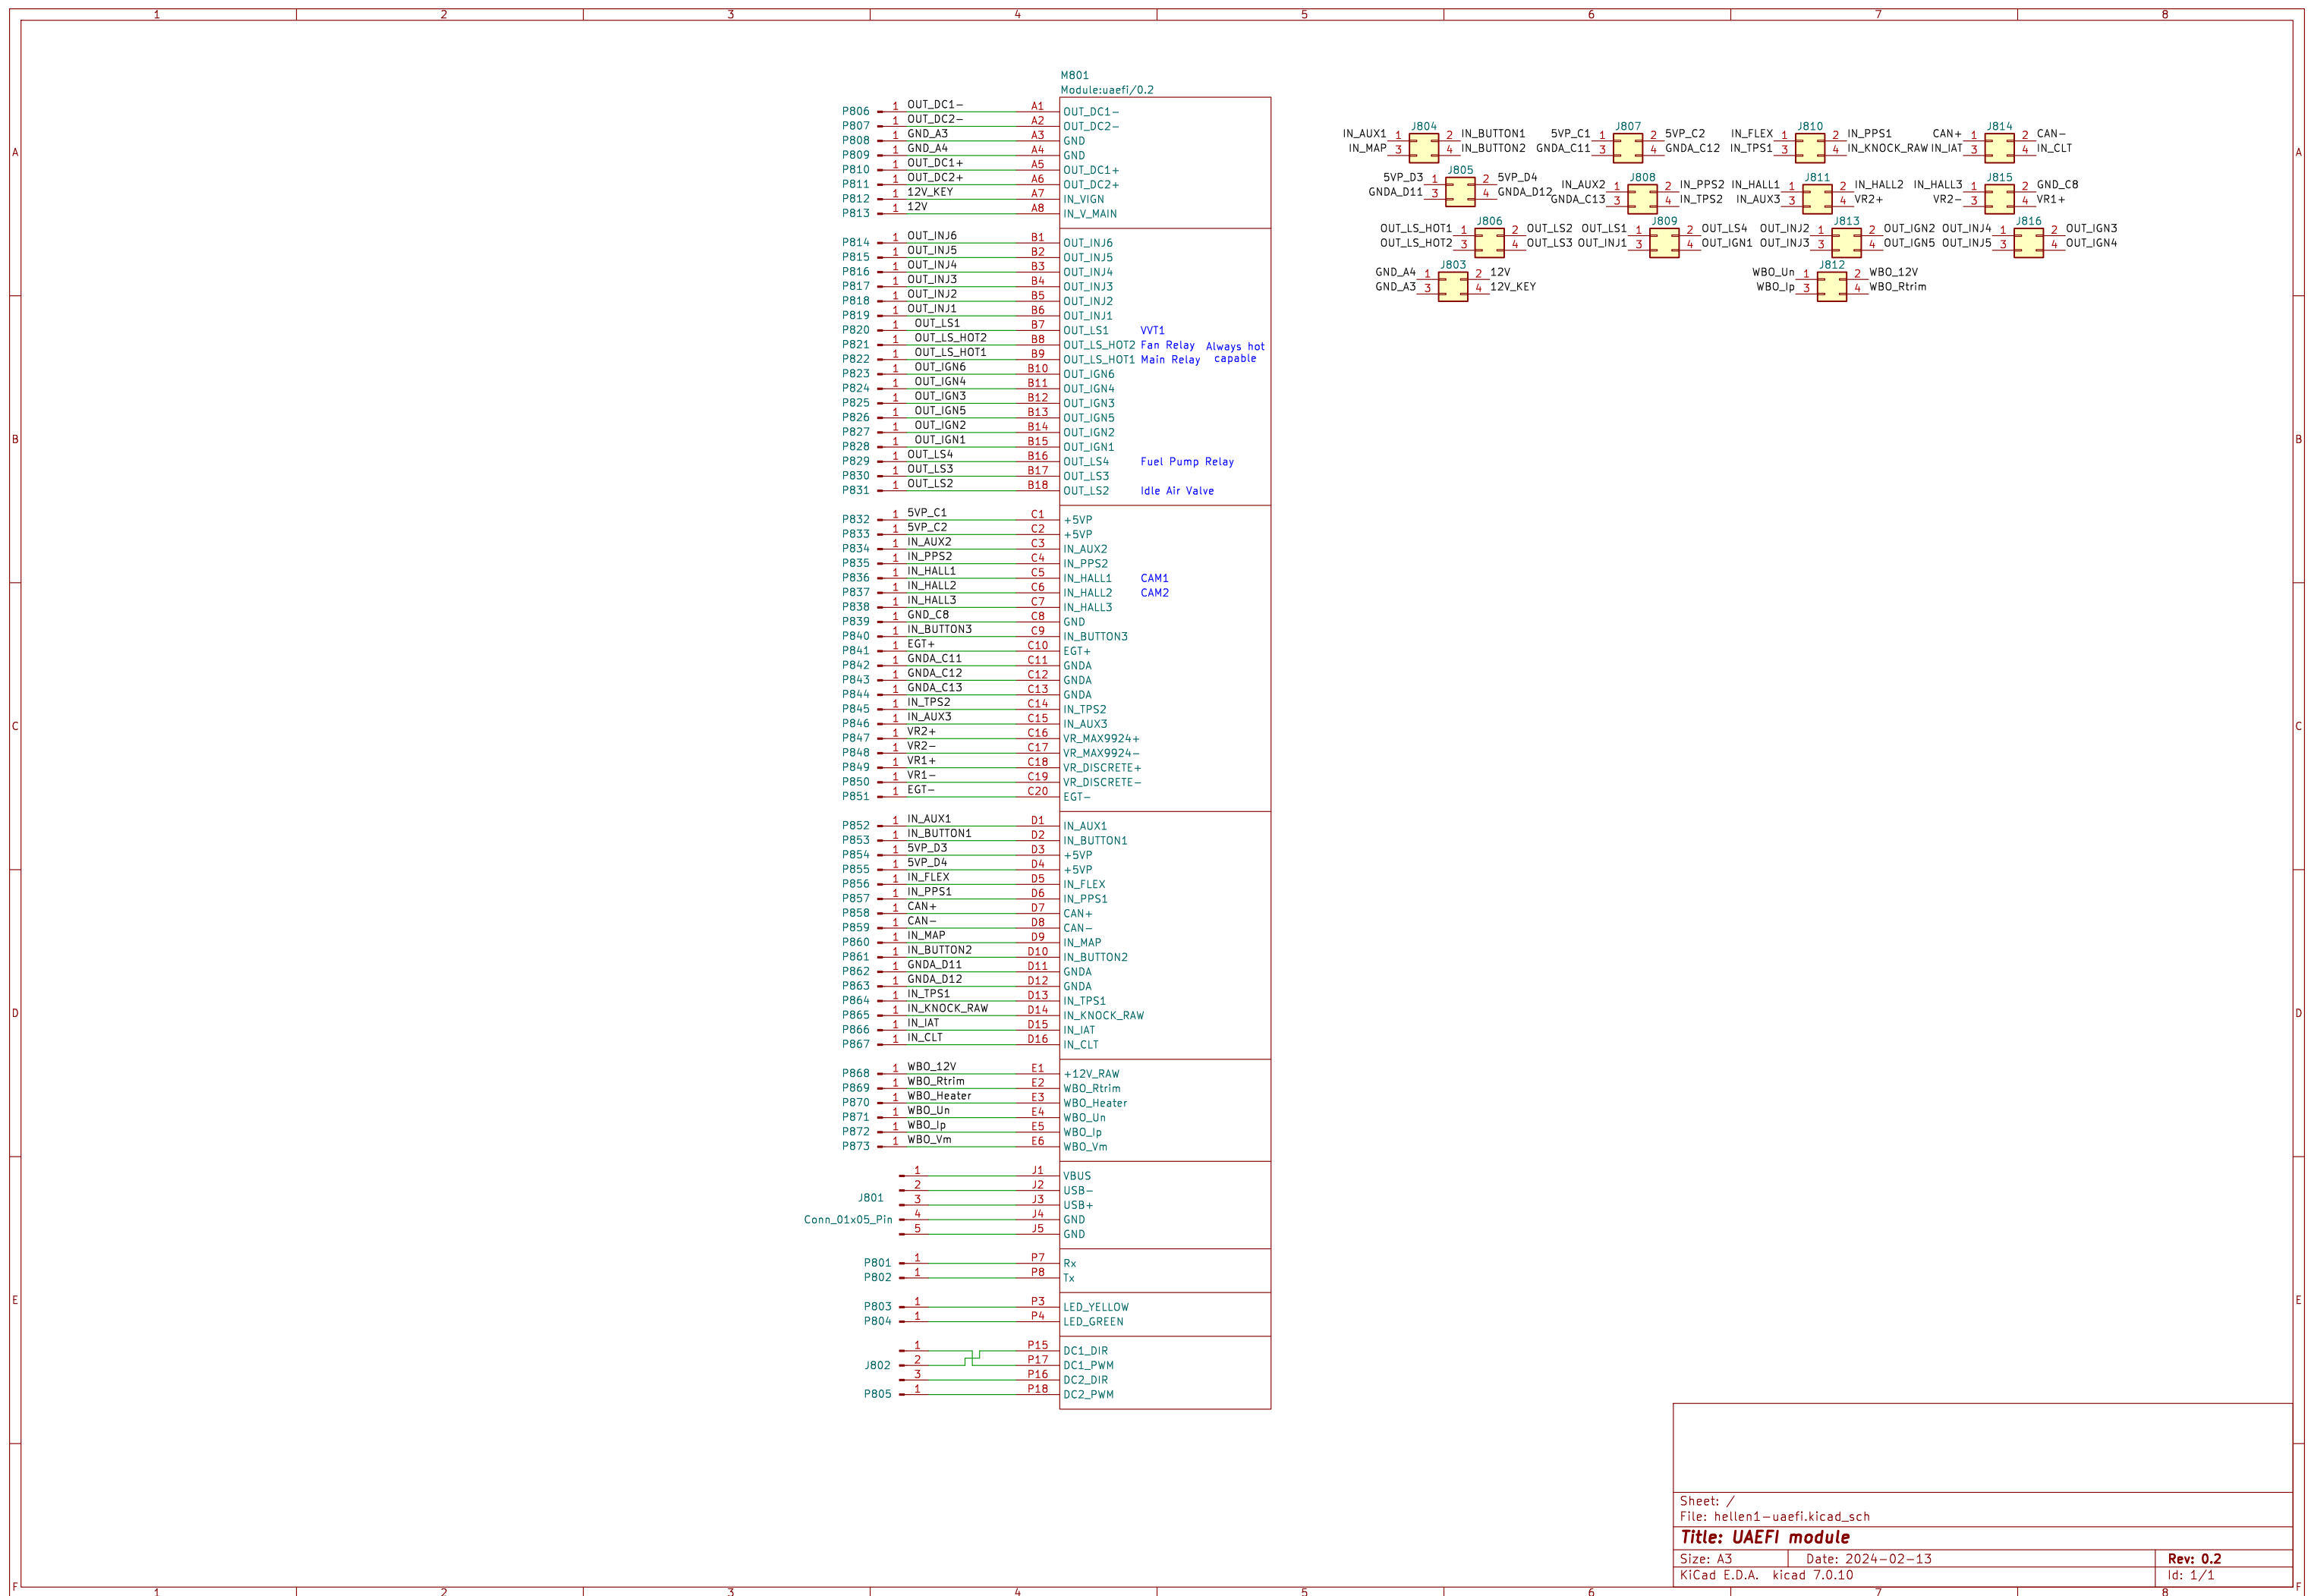 1 2 3 4 5 6 7 8
A A
B B
C C
D D
E E
F F
M801
Module:uaefi/0.2
P806 1 OUT_DC1- A1 OUT_DC1-
P807 1 OUT_DC2- A2 OUT_DC2-
P808 1 GND_A3 A3 GND
P809 1 GND_A4 A4 GND
P810 1 OUT_DC1+ A5 OUT_DC1+
P811 1 OUT_DC2+ A6 OUT_DC2+
P812 1 12V_KEY A7 IN_VIGN
P813 1 12V A8 IN_V_MAIN
P814 1 OUT_INJ6 B1 OUT_INJ6
P815 1 OUT_INJ5 B2 OUT_INJ5
P816 1 OUT_INJ4 B3 OUT_INJ4
P817 1 OUT_INJ3 B4 OUT_INJ3
P818 1 OUT_INJ2 B5 OUT_INJ2
P819 1 OUT_INJ1 B6 OUT_INJ1
P820 1 OUT_LS1 B7 OUT_LS1 VVT1
P821 1 OUT_LS_HOT2 B8 OUT_LS_HOT2 Fan Relay Always hot
P822 1 OUT_LS_HOT1 B9 OUT_LS_HOT1 Main Relay capable
P823 1 OUT_IGN6 B10 OUT_IGN6
P824 1 OUT_IGN4 B11 OUT_IGN4
P825 1 OUT_IGN3 B12 OUT_IGN3
P826 1 OUT_IGN5 B13 OUT_IGN5
P827 1 OUT_IGN2 B14 OUT_IGN2
P828 1 OUT_IGN1 B15 OUT_IGN1
P829 1 OUT_LS4 B16 OUT_LS4 Fuel Pump Relay
P830 1 OUT_LS3 B17 OUT_LS3
P831 1 OUT_LS2 B18 OUT_LS2 Idle Air Valve
P832 1 5VP_C1 C1 +5VP
P833 1 5VP_C2 C2 +5VP
P834 1 IN_AUX2 C3 IN_AUX2
P835 1 IN_PPS2 C4 IN_PPS2
P836 1 IN_HALL1 C5 IN_HALL1 CAM1
P837 1 IN_HALL2 C6 IN_HALL2 CAM2
P838 1 IN_HALL3 C7 IN_HALL3
P839 1 GND_C8 C8 GND
P840 1 IN_BUTTON3 C9 IN_BUTTON3
P841 1 EGT+ C10 EGT+
P842 1 GNDA_C11 C11 GNDA
P843 1 GNDA_C12 C12 GNDA
P844 1 GNDA_C13 C13 GNDA
P845 1 IN_TPS2 C14 IN_TPS2
P846 1 IN_AUX3 C15 IN_AUX3
P847 1 VR2+ C16 VR_MAX9924+
P848 1 VR2- C17 VR_MAX9924-
P849 1 VR1+ C18 VR_DISCRETE+
P850 1 VR1- C19 VR_DISCRETE-
P851 1 EGT- C20 EGT-
P852 1 IN_AUX1 D1 IN_AUX1
P853 1 IN_BUTTON1 D2 IN_BUTTON1
P854 1 5VP_D3 D3 +5VP
P855 1 5VP_D4 D4 +5VP
P856 1 IN_FLEX D5 IN_FLEX
P857 1 IN_PPS1 D6 IN_PPS1
P858 1 CAN+ D7 CAN+
P859 1 CAN- D8 CAN-
P860 1 IN_MAP D9 IN_MAP
P861 1 IN_BUTTON2 D10 IN_BUTTON2
P862 1 GNDA_D11 D11 GNDA
P863 1 GNDA_D12 D12 GNDA
P864 1 IN_TPS1 D13 IN_TPS1
P865 1 IN_KNOCK_RAW D14 IN_KNOCK_RAW
P866 1 IN_IAT D15 IN_IAT
P867 1 IN_CLT D16 IN_CLT
P868 1 WBO_12V E1 +12V_RAW
P869 1 WBO_Rtrim E2 WBO_Rtrim
P870 1 WBO_Heater E3 WBO_Heater
P871 1 WBO_Un E4 WBO_Un
P872 1 WBO_Ip E5 WBO_Ip
P873 1 WBO_Vm E6 WBO_Vm
1 J1 VBUS
2 J2 USB-
J801 3 J3 USB+
Conn_01x05_Pin 4 J4 GND
5 J5 GND
P801 1 P7 Rx
P802 1 P8 Tx
P803 1 P3 LED_YELLOW
P804 1 P4 LED_GREEN
1 P15 DC1_DIR
J802 2 P17 DC1_PWM
3 P16 DC2_DIR
P805 1 P18 DC2_PWM
J804 J807 J810 J814
IN_AUX1 1 2 IN_BUTTON1 5VP_C1 1 2 5VP_C2 IN_FLEX 1 2 IN_PPS1 CAN+ 1 2 CAN-
IN_MAP 3 4 IN_BUTTON2 GNDA_C11 3 4 GNDA_C12 IN_TPS1 3 4 IN_KNOCK_RAW IN_IAT 3 4 IN_CLT
J805 J808 J811 J815
5VP_D3 1 2 5VP_D4 IN_AUX2 1 2 IN_PPS2 IN_HALL1 1 2 IN_HALL2 IN_HALL3 1 2 GND_C8
GNDA_D11 3 4 GNDA_D12 GNDA_C13 3 4 IN_TPS2 IN_AUX3 3 4 VR2+ VR2- 3 4 VR1+
J806 J809 J813 J816
OUT_LS_HOT1 1 2 OUT_LS2 OUT_LS1 1 2 OUT_LS4 OUT_INJ2 1 2 OUT_IGN2 OUT_INJ4 1 2 OUT_IGN3
OUT_LS_HOT2 3 4 OUT_LS3 OUT_INJ1 3 4 OUT_IGN1 OUT_INJ3 3 4 OUT_IGN5 OUT_INJ5 3 4 OUT_IGN4
J803 J812
GND_A4 1 2 12V WBO_Un 1 2 WBO_12V
GND_A3 3 4 12V_KEY WBO_Ip 3 4 WBO_Rtrim
Sheet: /
File: hellen1-uaefi.kicad_sch
Title: UAEFI module
Size: A3 Date: 2024-02-13 Rev: 0.2
KiCad E.D.A. kicad 7.0.10 Id: 1/1
1 2 3 4 5 6 7 8